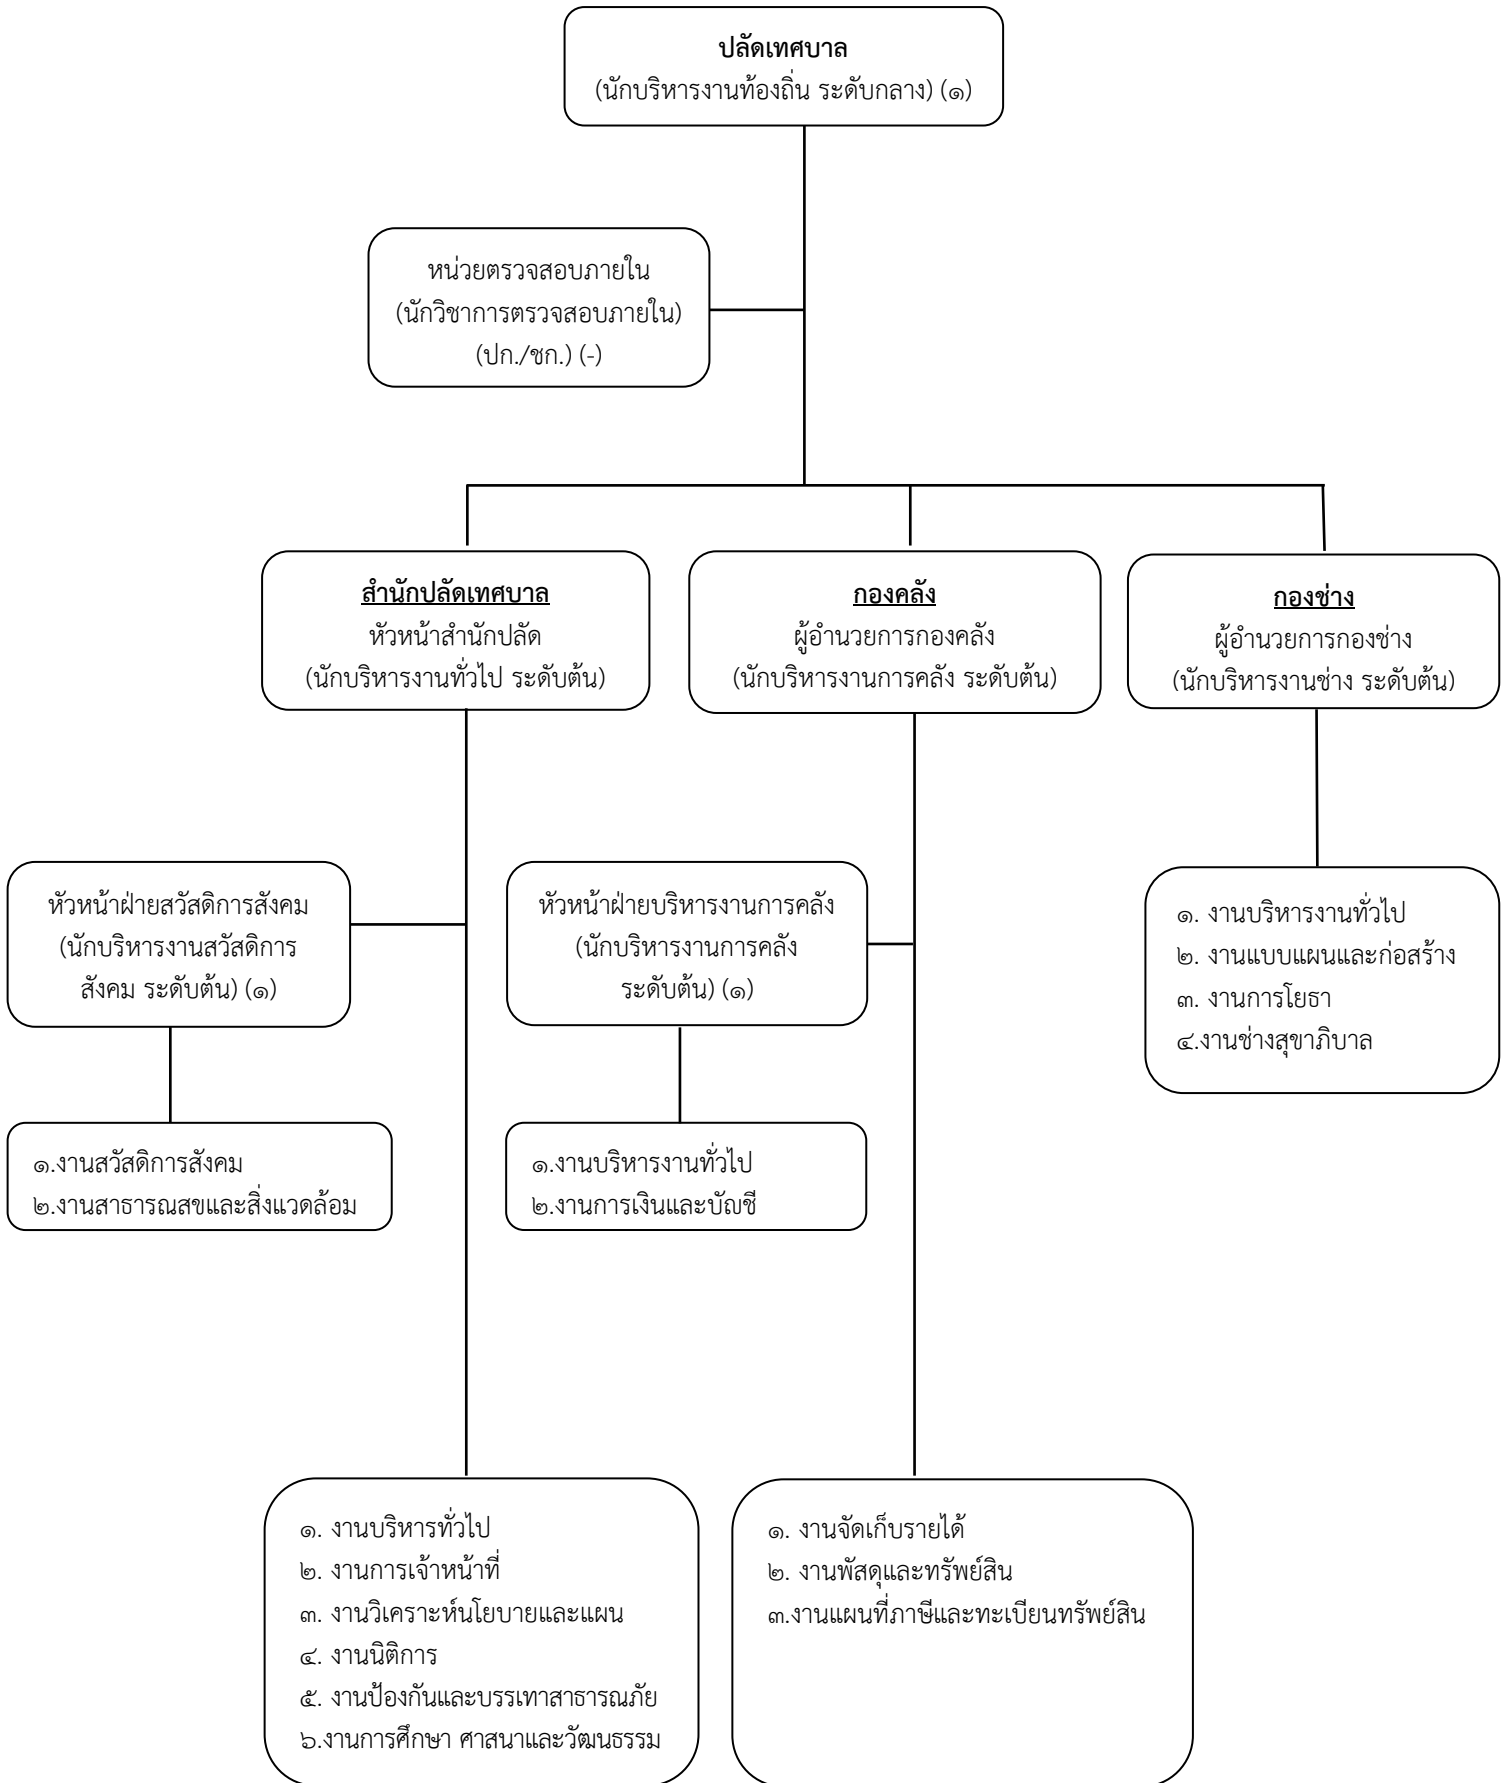 ปลัดเทศบาล
(นักบริหารงานท้องถิ่น ระดับกลาง) (๑)
หน่วยตรวจสอบภายใน
(นักวิชาการตรวจสอบภายใน)
(ปก./ชก.) (-)
สำนักปลัดเทศบาล
หัวหน้าสำนักปลัด
(นักบริหารงานทั่วไป ระดับต้น)
กองคลัง
ผู้อำนวยการกองคลัง
(นักบริหารงานการคลัง ระดับต้น)
กองช่าง
ผู้อำนวยการกองช่าง
(นักบริหารงานช่าง ระดับต้น)
หัวหน้าฝ่ายสวัสดิการสังคม
(นักบริหารงานสวัสดิการ
สังคม ระดับต้น) (๑)
หัวหน้าฝ่ายบริหารงานการคลัง
(นักบริหารงานการคลัง
ระดับต้น) (๑)
๑. งานบริหารงานทั่วไป
๒. งานแบบแผนและก่อสร้าง
๓. งานการโยธา
๔.งานช่างสุขาภิบาล
๑.งานสวัสดิการสังคม
๒.งานสาธารณสุขและสิ่งแวดล้อม
๑.งานบริหารงานทั่วไป
๒.งานการเงินและบัญชี
๑. งานบริหารทั่วไป
๒. งานการเจ้าหน้าที่
๓. งานวิเคราะห์นโยบายและแผน
๔. งานนิติการ
๕. งานป้องกันและบรรเทาสาธารณภัย
๖.งานการศึกษา ศาสนาและวัฒนธรรม
๑. งานจัดเก็บรายได้
๒. งานพัสดุและทรัพย์สิน
๓.งานแผนที่ภาษีและทะเบียนทรัพย์สิน